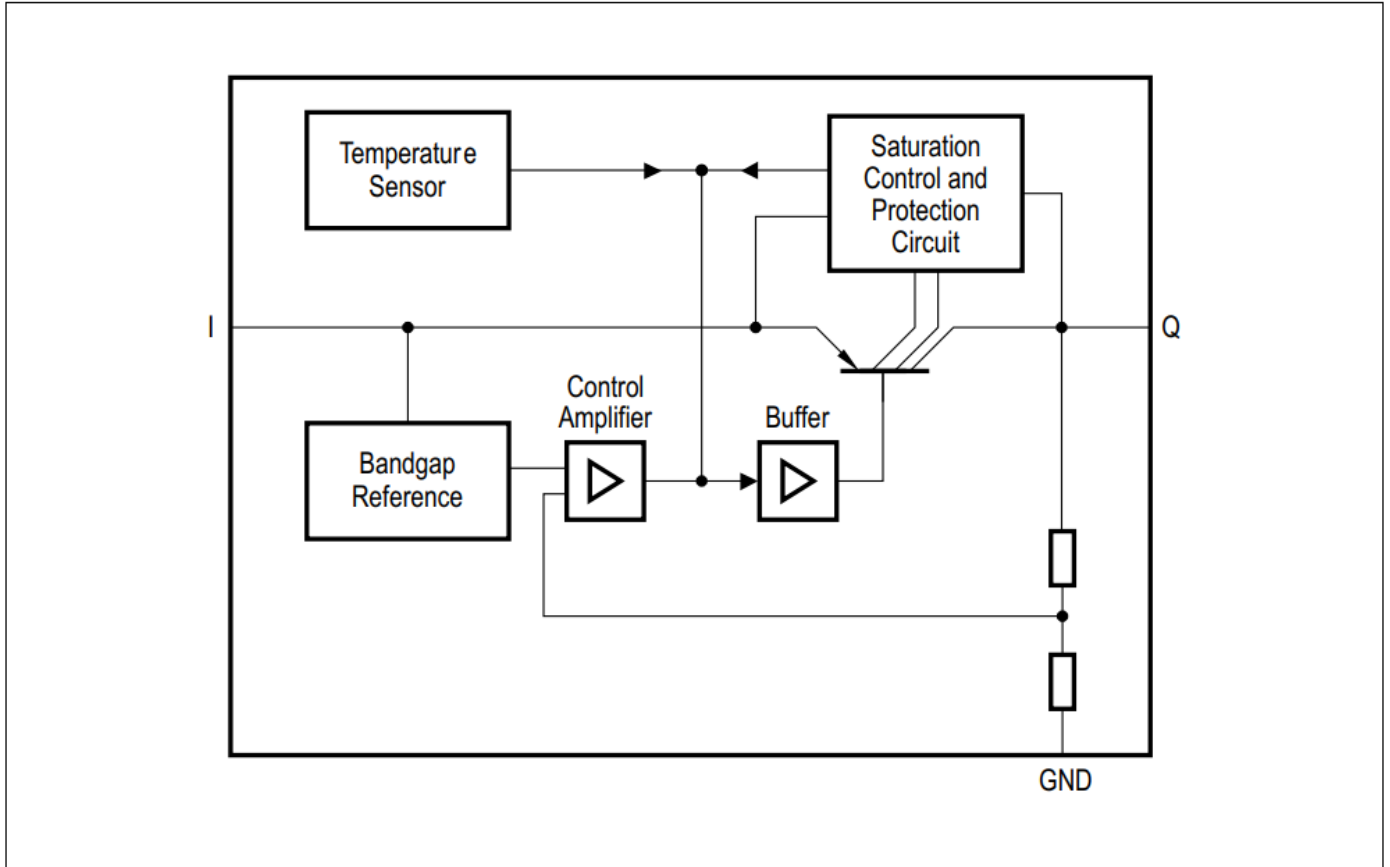 Temperature
Sensor
Saturation
Control and
Protection
Circuit
I
Q
Control
Amplifier
Buffer
Bandgap
Reference
GND